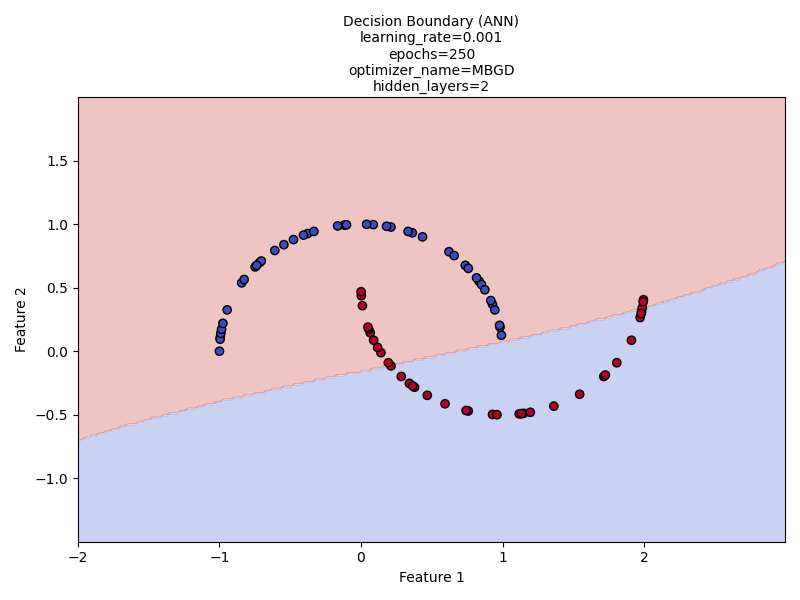 Decision Boundary (ANN)
learning_rate=0.001
epochs=250
optimizer_name=MBGD
hidden_layers=2
1.5
1.0
0.5
0.0
−0.5
−1.0
Feature 2
−2
−1
0
1
2
Feature 1